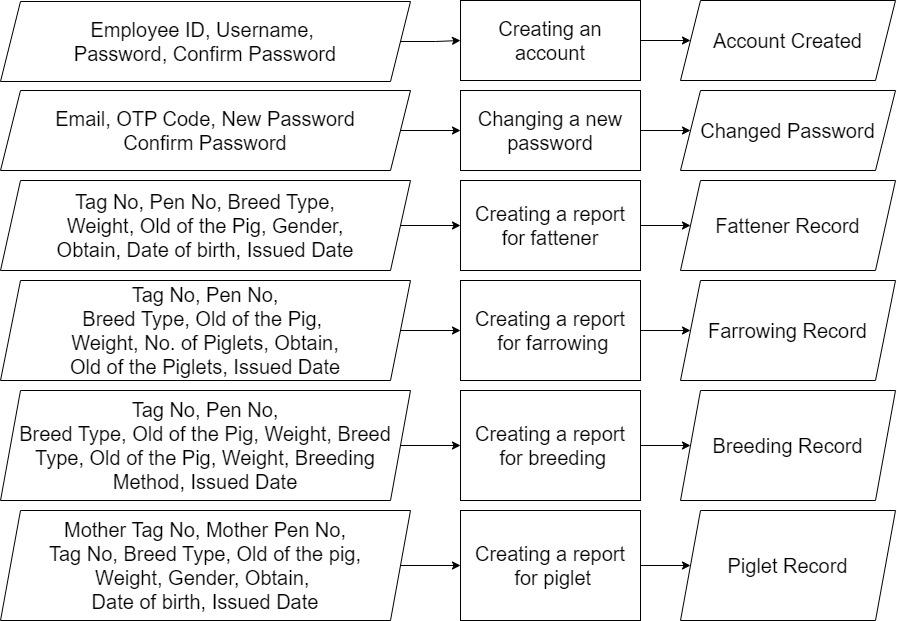 Employee ID, Username,
Password, Confirm Password
Creating an
account
Account Created
Email, OTP Code, New Password
Confirm Password
Changing a new
password
Changed Password
Tag No, Pen No, Breed Type,
Weight, Old of the Pig, Gender,
Obtain, Date of birth, Issued Date
Creating a report
for fattener
Fattener Record
Tag No, Pen No,
Breed Type, Old of the Pig,
Weight, No. of Piglets, Obtain,
Old of the Piglets, Issued Date
Creating a report
for farrowing
Farrowing Record
Tag No, Pen No,
Breed Type, Old of the Pig, Weight, Breed
Type, Old of the Pig, Weight, Breeding
Method, Issued Date
Creating a report
for breeding
Breeding Record
Mother Tag No, Mother Pen No,
Tag No, Breed Type, Old of the pig,
Weight, Gender, Obtain,
Date of birth, Issued Date
Creating a report
for piglet
Piglet Record